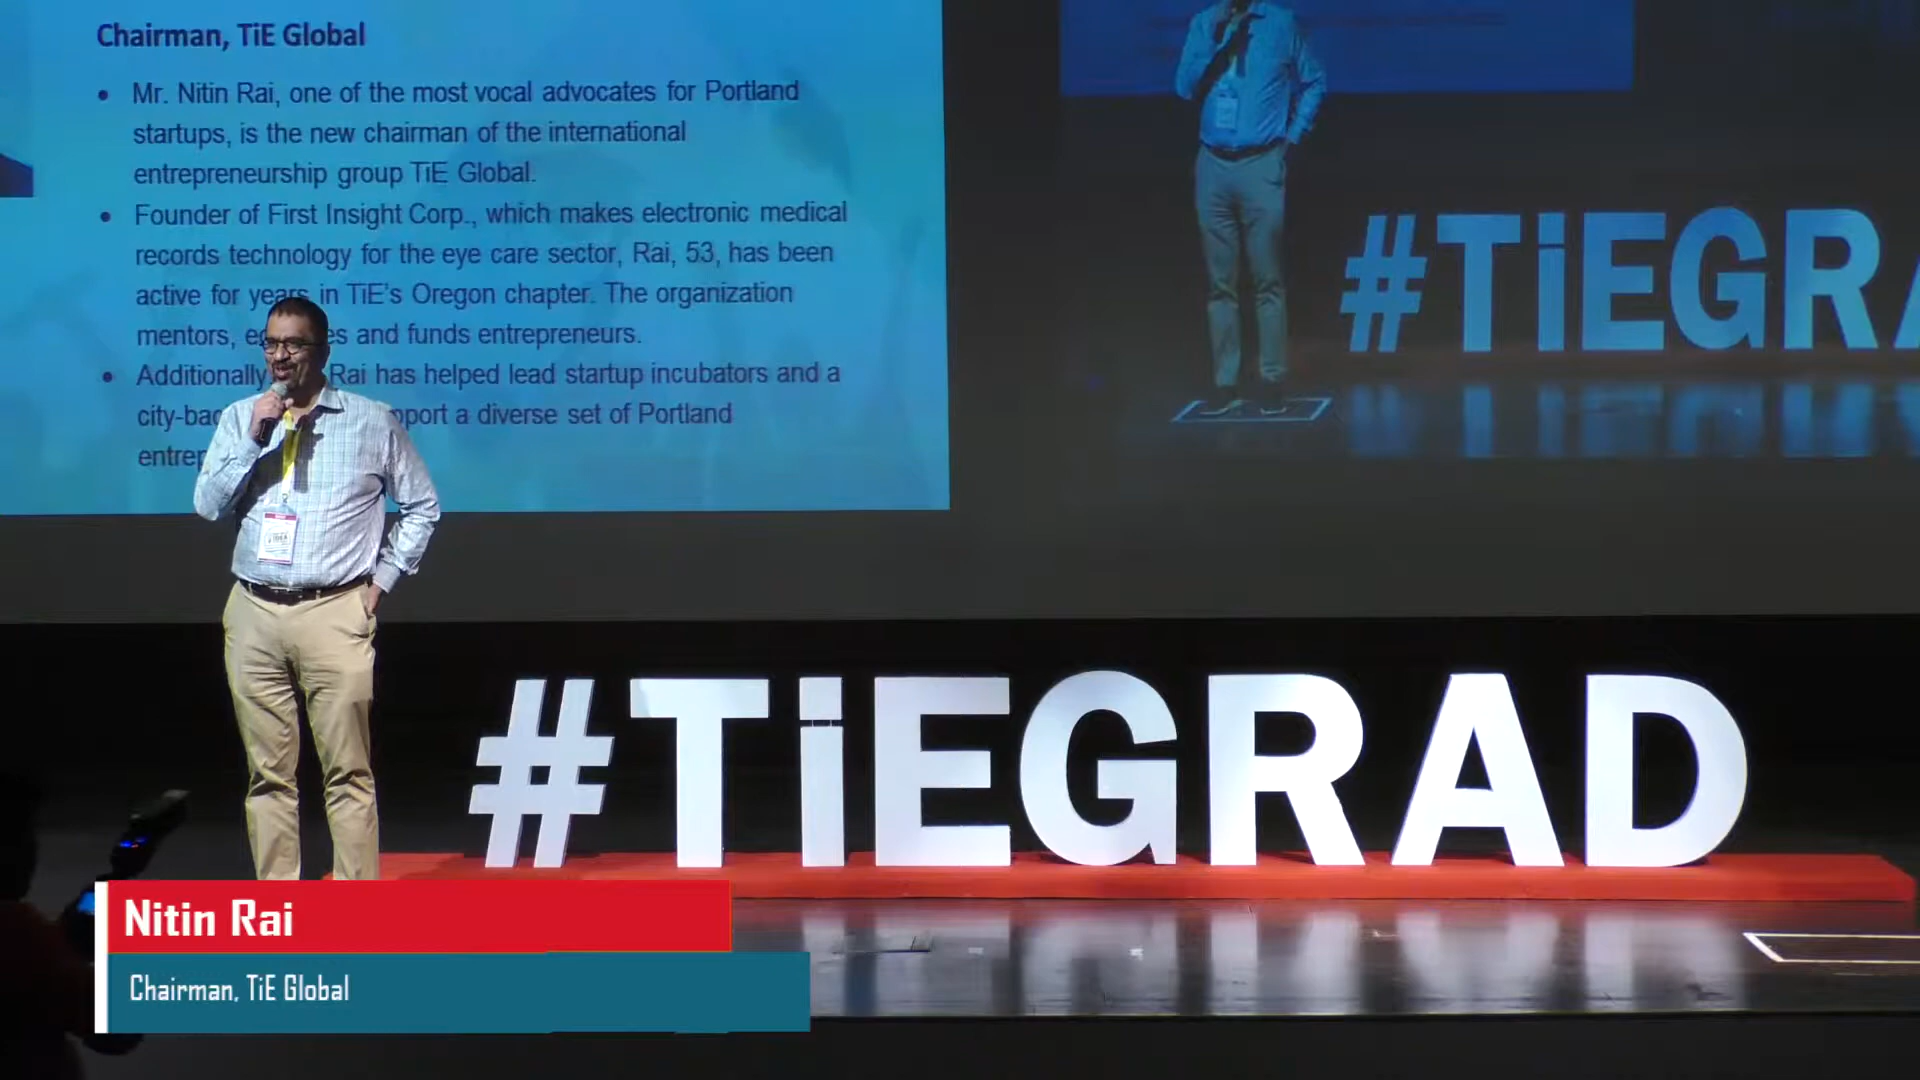 Chairman, TiE Global
• Mr. Nitin Rai, one of the most vocal advocates for Portland
startups, is the new chairman of the international
entrepreneurship group TiE Global.
• Founder of First Insight Corp., which makes electronic medical
records technology for the eye care sector, Rai, 53, has been
active for years in TiE's Oregon chapter. The organization
mentors, and funds entrepreneurs.
• Additionally Rai has helped lead startup incubators and a
a diverse set of Portland
#TiEGRA
#TiEGRAD
Nitin Rai
Chairman, TiE Global